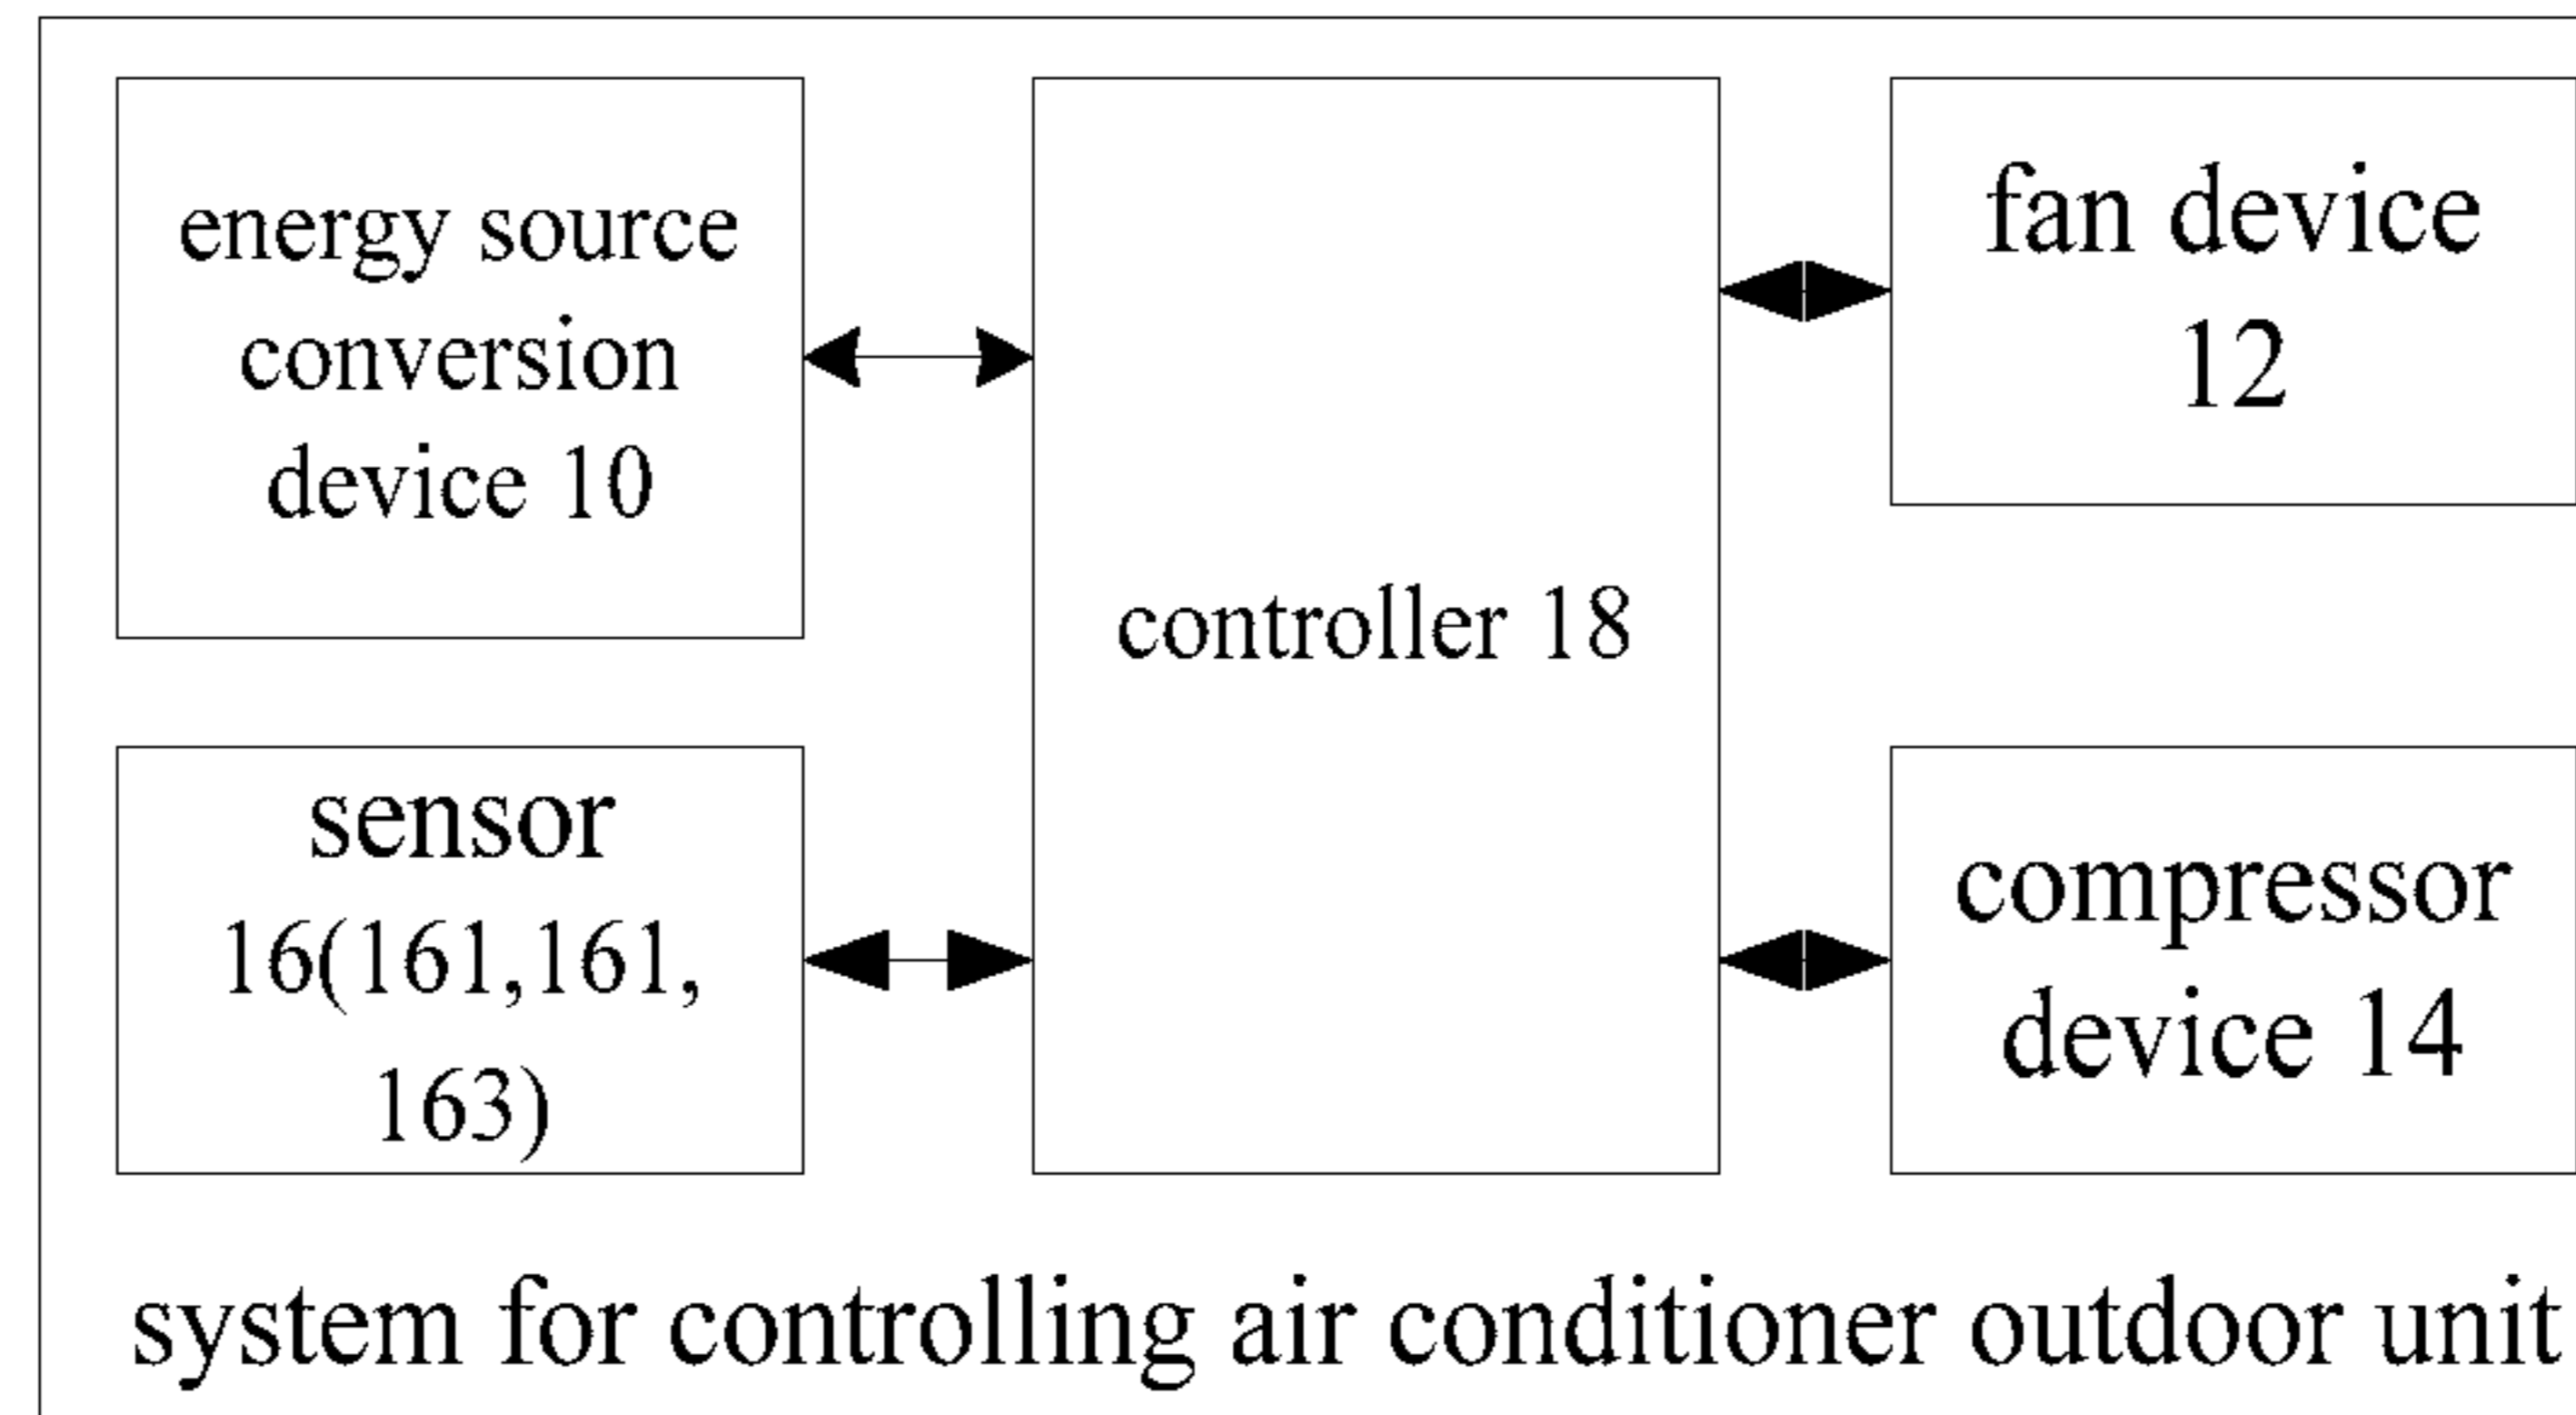 energy source
conversion
device 10
controller 18
fan device
12
sensor
16(161,161,
163)
compressor
device 14
system for controlling air conditioner outdoor unit